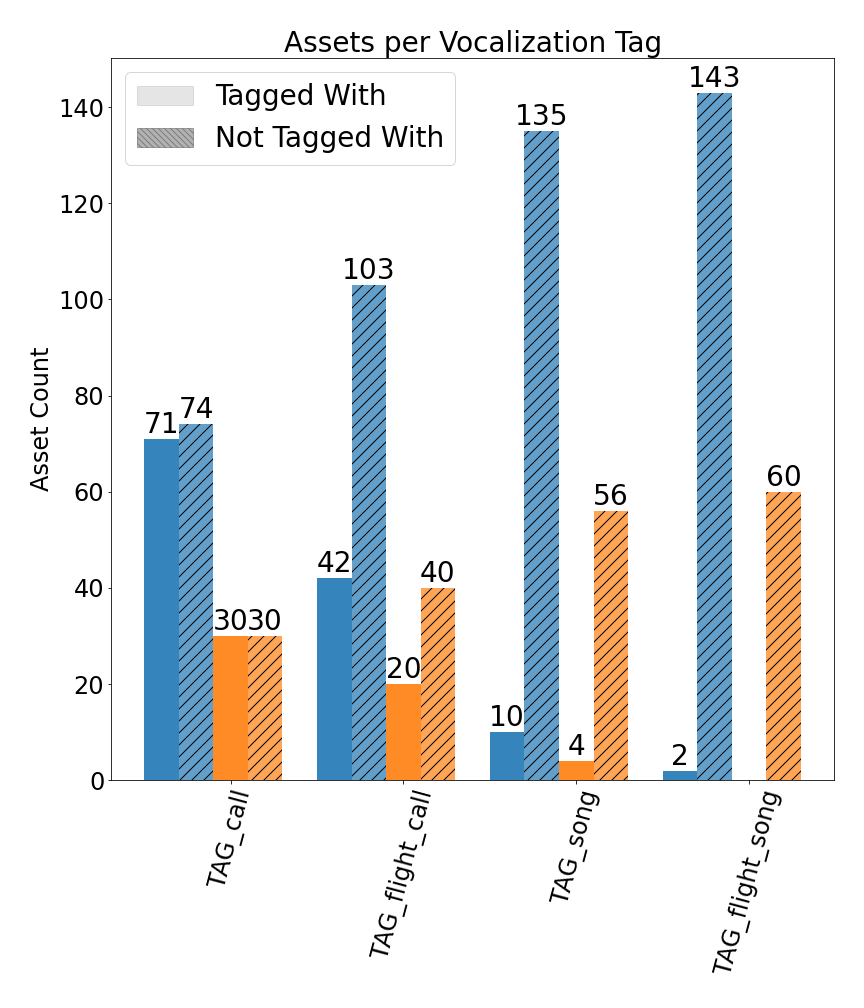 Assets per Vocalization Tag
Tagged With
Not Tagged With
Asset Count
140
120
100
80
60
40
20
0
71
74
30
30
42
103
20
40
10
135
4
56
2
143
60
TAG_call
TAG_flight_call
TAG_song
TAG_flight_song